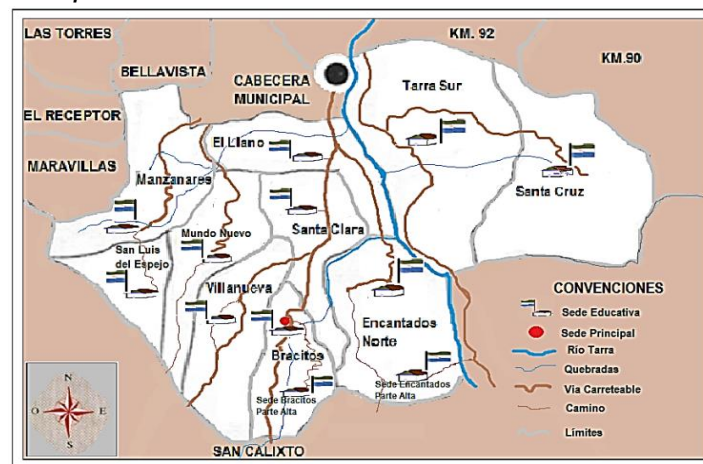 LAS TORRES
KM. 92
KM.90
BELLAVISTA
CABECERA
MUNICIPAL
Tarra Sur
EL RECEPTOR
El Llano
MARAVILLAS
Manzanares
Santa Cruz
Mundo Nuevo
Santa Clara
San Luis
del Espejo
Villanueva
CONVENCIONES
Sede Educativa
Encantados
Norte
Sede Principal
Bracitos
Río Tarra
Quebradas
Sede Encantados
Parte Alta
Sede Bracitos
Parte Alta
Vía Carreteable
Camino
Límites
N
O
E
S
SAN CALIXTO